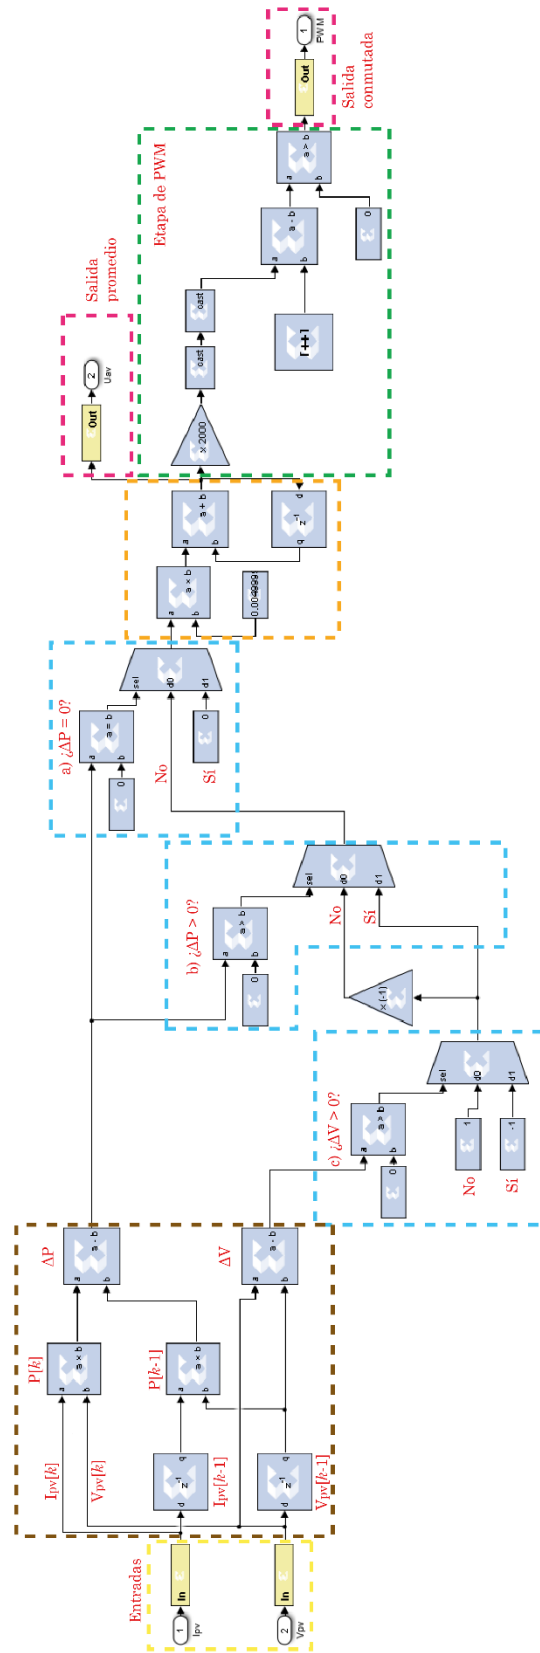 Entradas
1
Ipv
In
2
Vpv
In
Ipv[k]
Vpv[k]
d
z⁻¹
q
Ipv[k-1]
d
z⁻¹
q
Vpv[k-1]
P[k]
a
b
a × b
P[k-1]
a
b
a × b
ΔP
a
b
a - b
ΔV
a
b
a - b
c) ¿ΔV > 0?
0
a
b
a > b
1
-1
No
Sí
sel
d0
d1
x (-1)
b) ¿ΔP > 0?
0
a
b
a > b
No
Sí
sel
d0
d1
a) ¿ΔP = 0?
0
a
b
a = b
No
Sí
0
sel
d0
d1
a
b
a × b
0.0049991
a
b
a + b
d
z⁻¹
q
Salida
promedio
Out
2
Uav
Etapa de PWM
x 2000
cast
cast
[++]
a
b
a - b
0
a
b
a > b
Salida
conmutada
Out
1
PWM